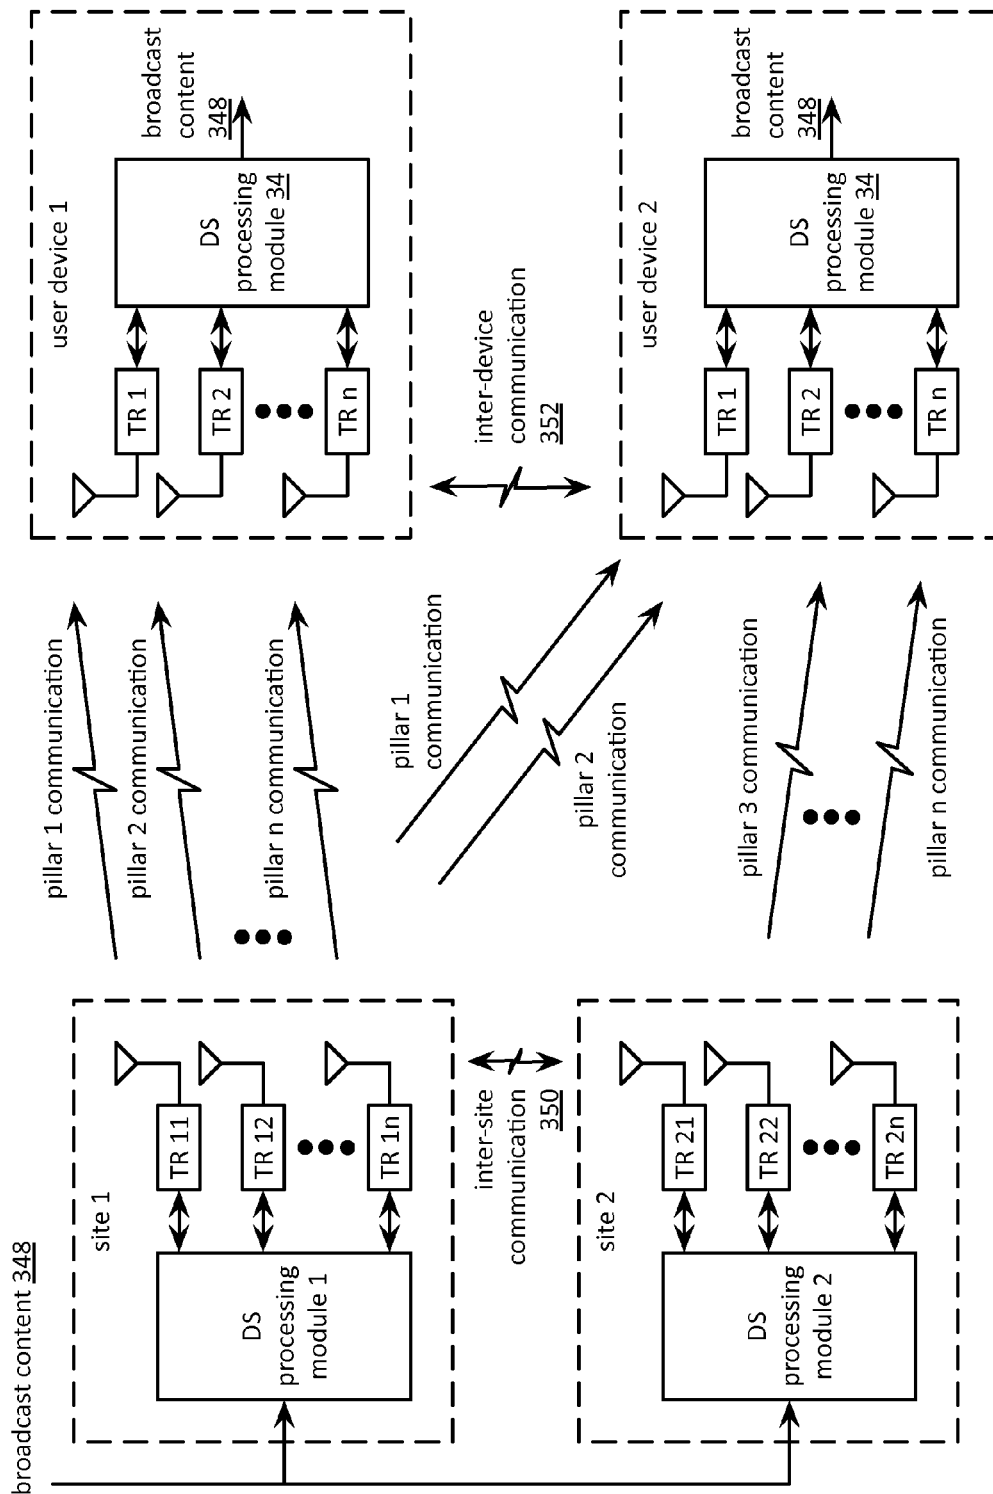 broadcast content 348
site 1
DS
processing
module 1
TR 11
TR 12
TR 1n
inter-site
communication
350
site 2
DS
processing
module 2
TR 21
TR 22
TR 2n
pillar 1 communication
pillar 2 communication
pillar n communication
pillar 1
communication
pillar 2
communication
pillar 3 communication
pillar n communication
user device 1
TR 1
TR 2
TR n
DS
processing
module 34
broadcast
content
348
inter-device
communication
352
user device 2
TR 1
TR 2
TR n
DS
processing
module 34
broadcast
content
348